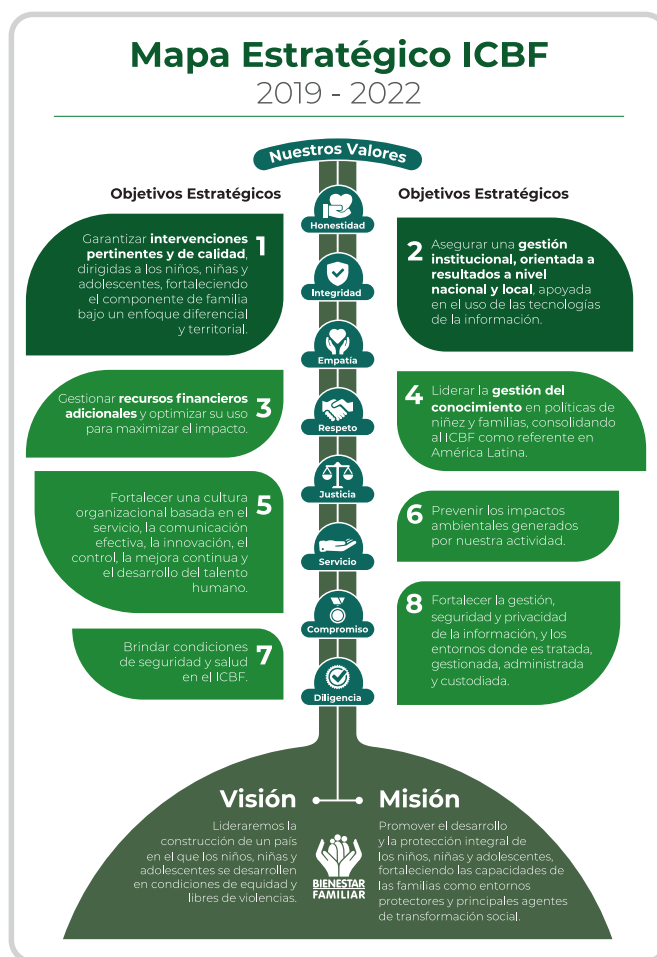 Mapa Estratégico ICBF
2019 - 2022
Nuestros Valores
Objetivos Estratégicos
Objetivos Estratégicos
Honestidad
Integridad
Empatía
Respeto
Justicia
Servicio
Compromiso
Diligencia
1
Garantizar intervenciones
pertinentes y de calidad,
dirigidas a los niños, niñas y
adolescentes, fortaleciendo
el componente de familia
bajo un enfoque diferencial
y territorial.
2
Asegurar una gestión
institucional, orientada a
resultados a nivel
nacional y local, apoyada
en el uso de las tecnologías
de la información.
3
Gestionar recursos financieros
adicionales y optimizar su uso
para maximizar el impacto.
4
Liderar la gestión del
conocimiento en políticas de
niñez y familias, consolidando
al ICBF como referente en
América Latina.
5
Fortalecer una cultura
organizacional basada en el
servicio, la comunicación
efectiva, la innovación, el
control, la mejora continua y
el desarrollo del talento
humano.
6
Prevenir los impactos
ambientales generados
por nuestra actividad.
7
Brindar condiciones
de seguridad y salud
en el ICBF.
8
Fortalecer la gestión,
seguridad y privacidad
de la información, y los
entornos donde es tratada,
gestionada, administrada
y custodiada.
Visión
Lideraremos la
construcción de un país
en el que los niños, niñas y
adolescentes se desarrollen
en condiciones de equidad y
libres de violencias.
BIENESTAR
FAMILIAR
Misión
Promover el desarrollo
y la protección integral de
los niños, niñas y adolescentes,
fortaleciendo las capacidades de
las familias como entornos
protectores y principales agentes
de transformación social.